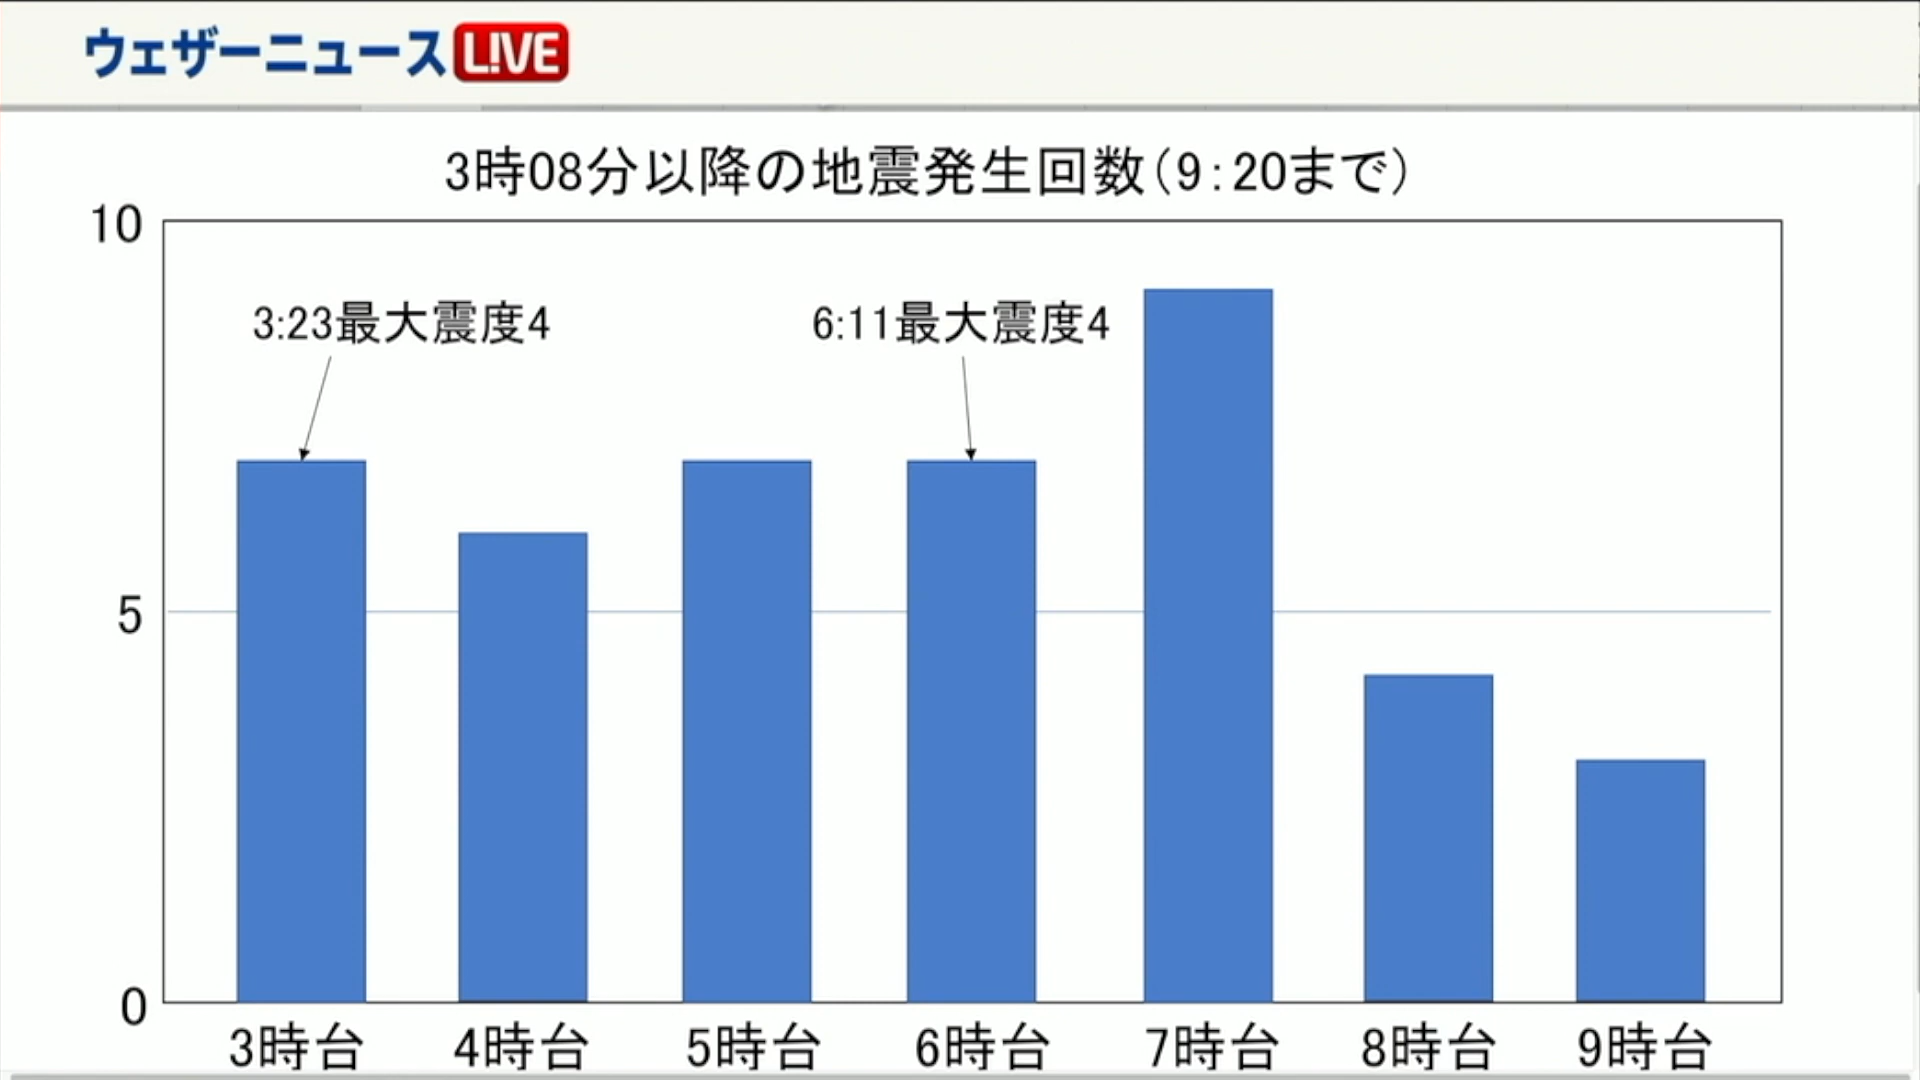 ウェザーニュース LIVE
3時08分以降の地震発生回数（9：20まで）
10
3:23最大震度4
6:11最大震度4
5
0
3時台 4時台 5時台 6時台 7時台 8時台 9時台